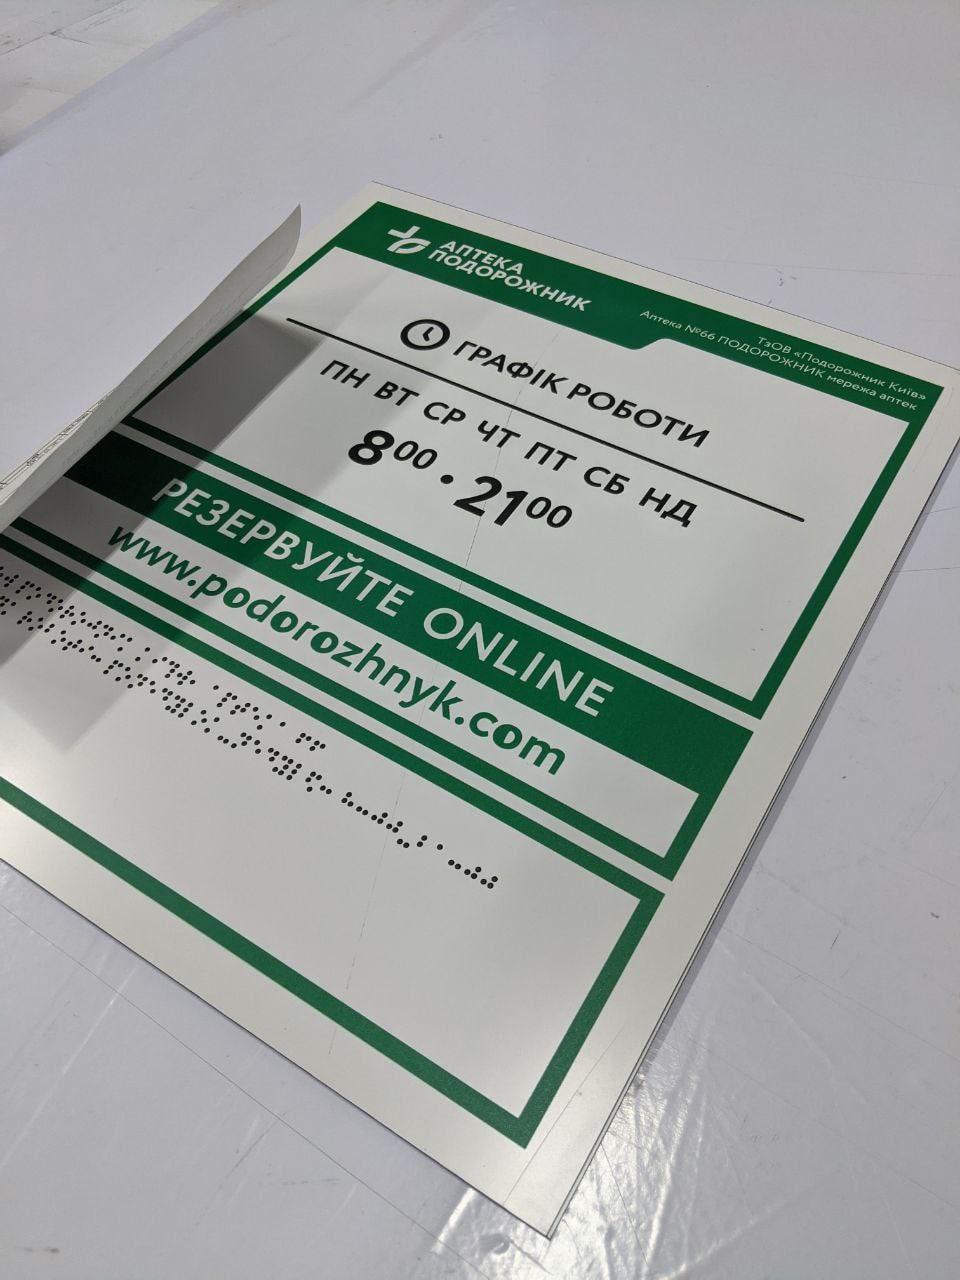 АПТЕКА
ПОДОРОЖНИК
ТзОВ «Подорожник Київ»
Аптека №66 ПОДОРОЖНИК мережа аптек
ГРАФІК РОБОТИ
ПН ВТ СР ЧТ ПТ СБ НД
8⁰⁰ • 21⁰⁰
РЕЗЕРВУЙТЕ ONLINE
www.podorozhnyk.com